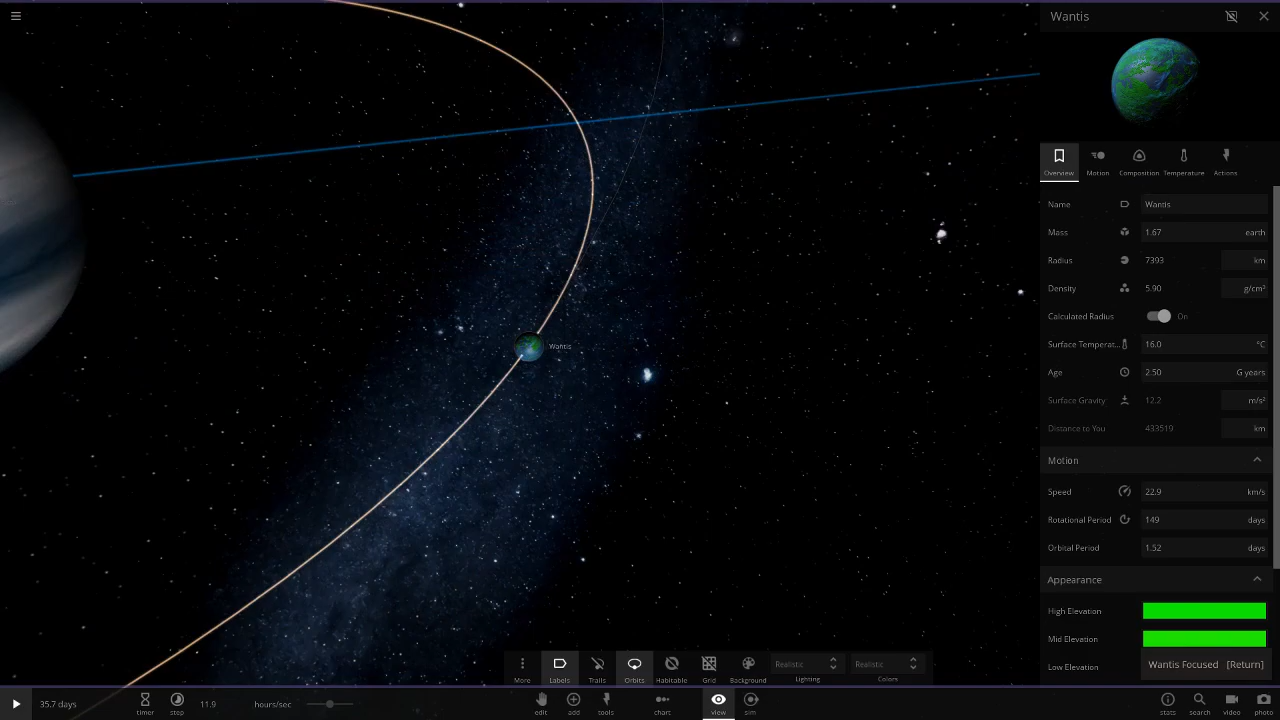 Wantis
Overview
Motion
Composition
Temperature
Actions
Name Wantis
Mass 1.67 earth
Radius 7393 km
Density 5.90 g/cm³
Calculated Radius On
Surface Temperat... 16.0 °C
Age 2.50 G years
Surface Gravity 12.2 m/s²
Distance to You 433519 km
Motion
Speed 22.9 km/s
Rotational Period 149 days
Orbital Period 1.52 days
Appearance
High Elevation
Mid Elevation
Low Elevation
Wantis Focused [Return]
Wantis
More
Labels
Trails
Orbits
Habitable
Grid
Background
Realistic
Lighting
Realistic
Colors
35.7 days
timer
step
11.9 hours/sec
edit
add
tools
chart
view
sim
stats
search
video
photo